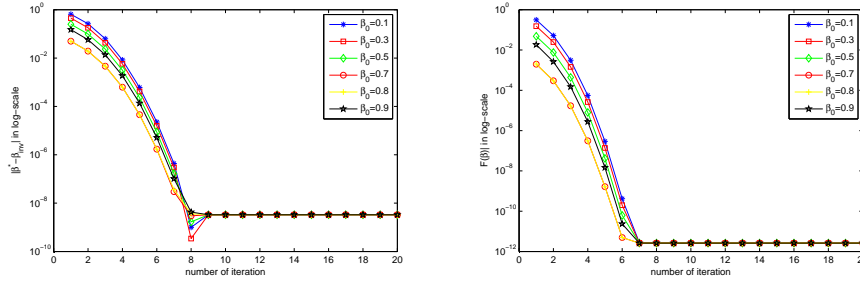 10^0
10^-2
10^-4
10^-6
10^-8
10^-10
|β^*−β_inv| in log−scale
0 2 4 6 8 10 12 14 16 18 20
number of iteration
β_0=0.1
β_0=0.3
β_0=0.5
β_0=0.7
β_0=0.8
β_0=0.9
10^0
10^-2
10^-4
10^-6
10^-8
10^-10
10^-12
F(β)| in log−scale
0 2 4 6 8 10 12 14 16 18 20
number of iteration
β_0=0.1
β_0=0.3
β_0=0.5
β_0=0.7
β_0=0.8
β_0=0.9